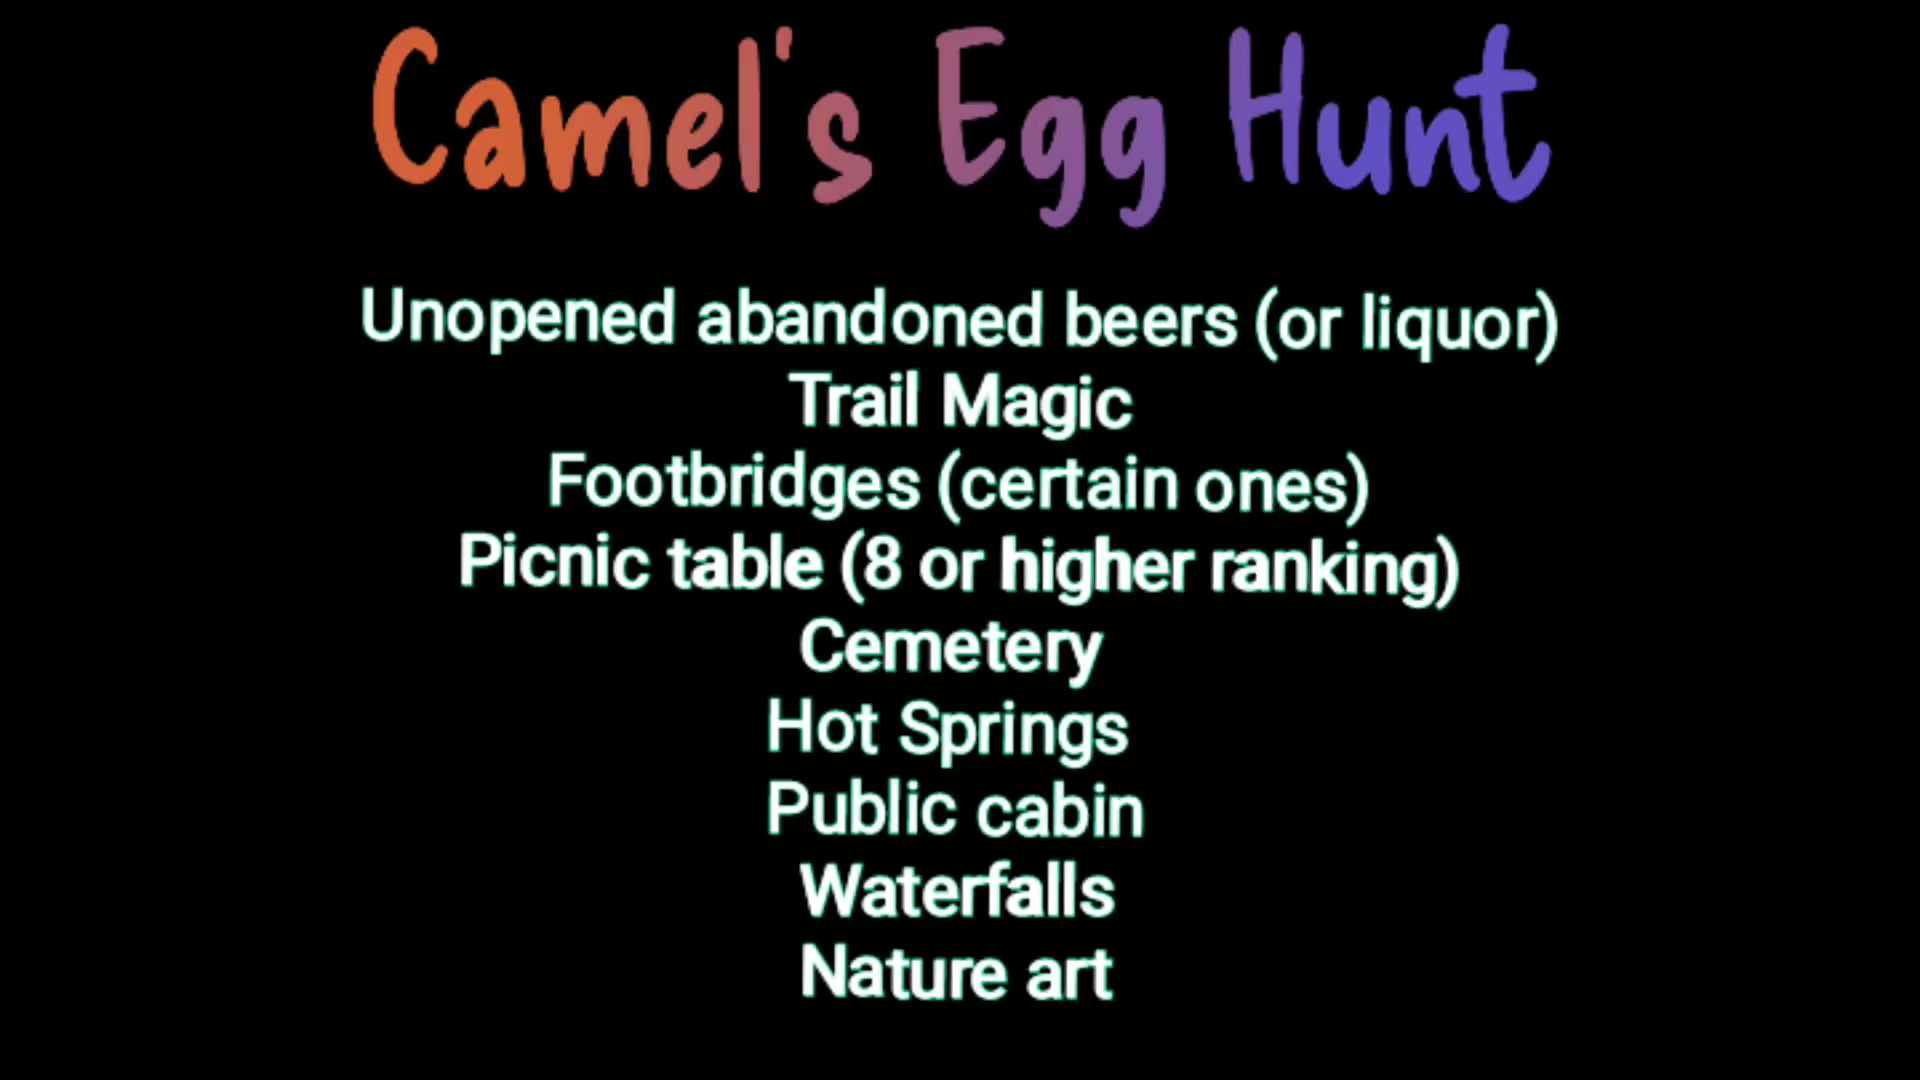 Camel's Egg Hunt
Unopened abandoned beers (or liquor)
Trail Magic
Footbridges (certain ones)
Picnic table (8 or higher ranking)
Cemetery
Hot Springs
Public cabin
Waterfalls
Nature art